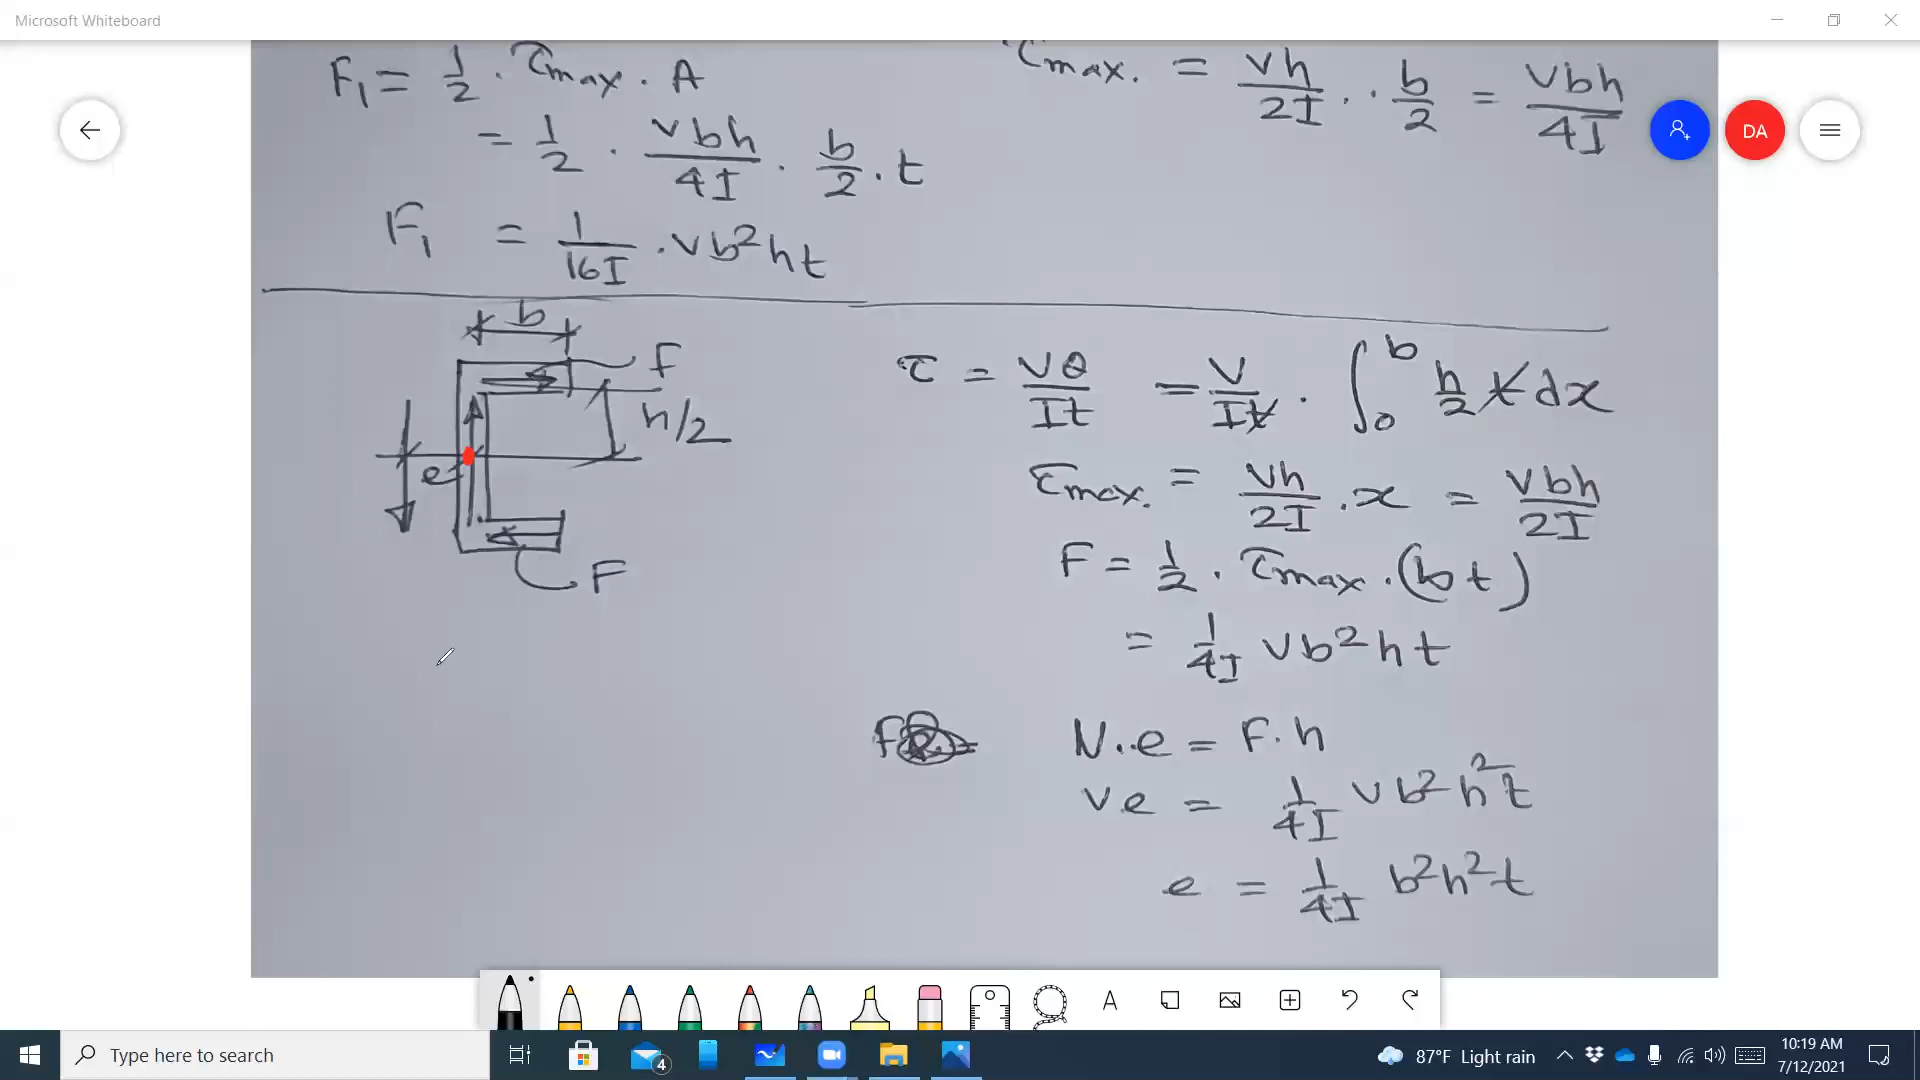 Microsoft Whiteboard
F₁ = 1/2 · τmax · A
τmax. = Vh/2I · · b/2 = Vbh/4I
DA
= 1/2 · Vbh/4I · b/2 · t
F₁ = 1/16I · Vb²ht
b
F
h/2
e
F
τ = VQ/It = V/It · ∫₀ᵇ h/2 t dx
τmax. = Vh/2I · x = Vbh/2I
F = 1/2 · τmax · (bt)
= 1/4I Vb²ht
V.e = F.h
Ve = 1/4I Vb²h²t
e = 1/4I b²h²t
A
Type here to search
4
87°F Light rain
10:19 AM
7/12/2021